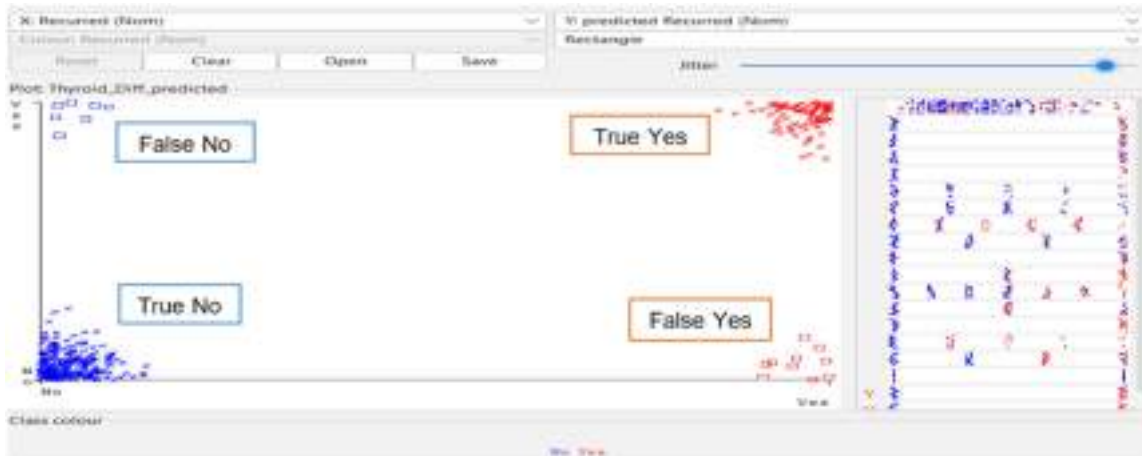 X: Recurred (Nom)
Y: predicted Recurred (Nom)
Colour: Recurred (Nom)
Rectangle
Reset
Clear
Open
Save
Jitter
Plot: Thyroid_Diff_predicted
False No
True Yes
True No
False Yes
No
Yes
Class colour
No Yes